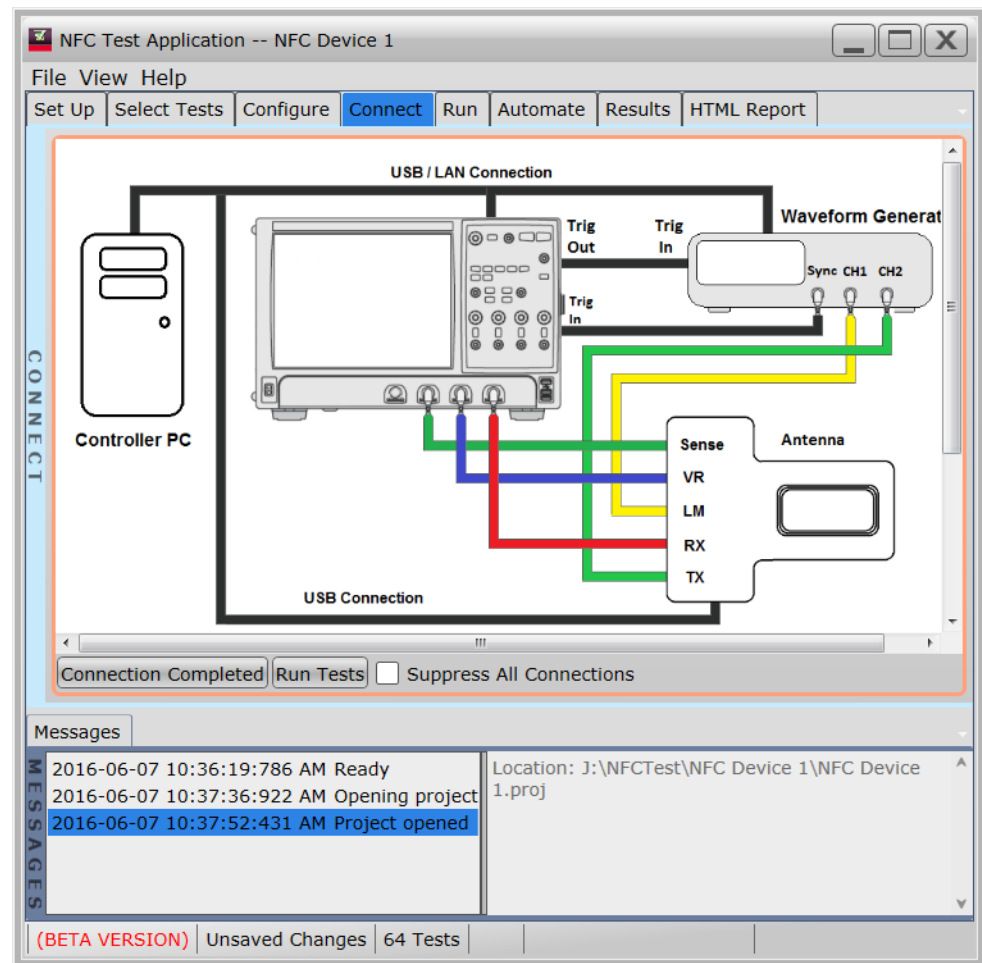 NFC Test Application -- NFC Device 1
File View Help
Set Up Select Tests Configure Connect Run Automate Results HTML Report
CONNECT
USB / LAN Connection
Trig Out
Trig In
Waveform Generat
Sync CH1 CH2
Trig In
Controller PC
Sense
Antenna
VR
LM
RX
TX
USB Connection
Connection Completed Run Tests Suppress All Connections
Messages
MESSAGES
2016-06-07 10:36:19:786 AM Ready
2016-06-07 10:37:36:922 AM Opening project
2016-06-07 10:37:52:431 AM Project opened
Location: J:\NFCTest\NFC Device 1\NFC Device
1.proj
(BETA VERSION) Unsaved Changes 64 Tests